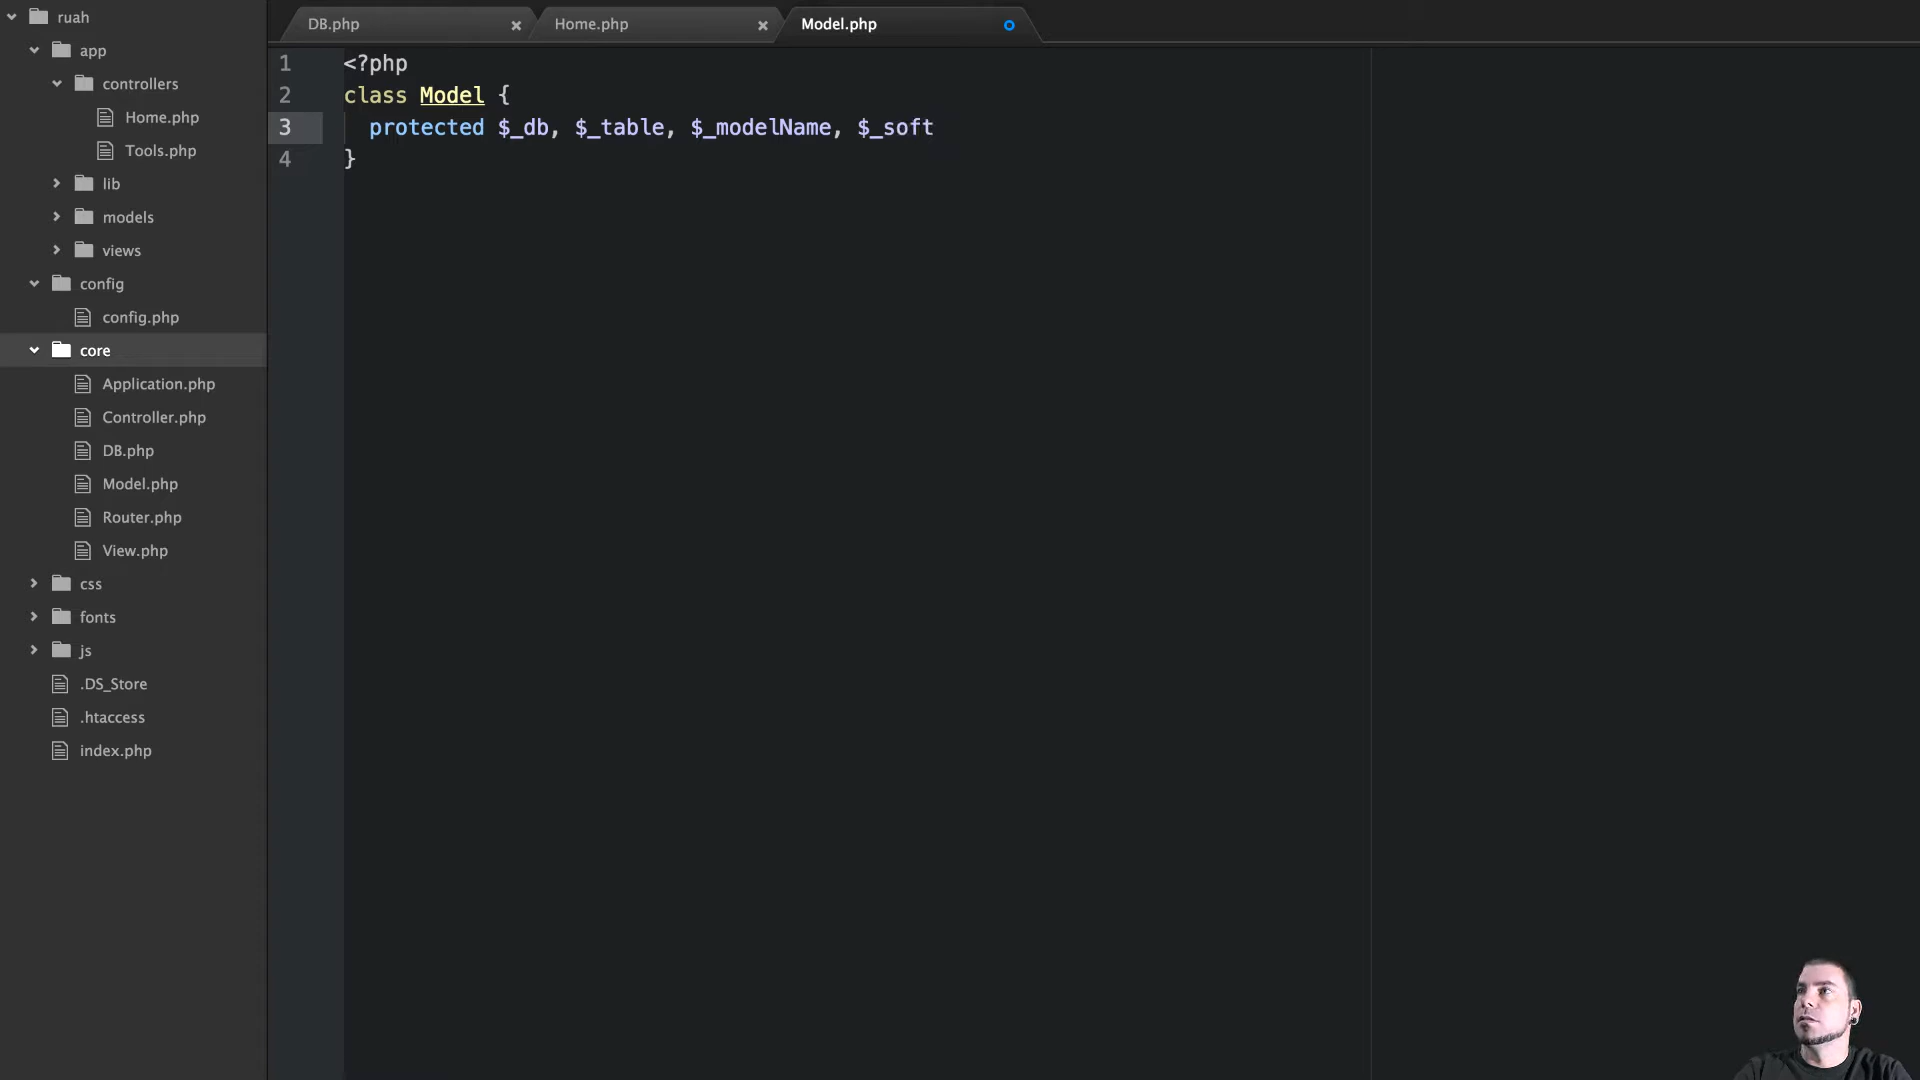 ruah
app
controllers
Home.php
Tools.php
lib
models
views
config
config.php
core
Application.php
Controller.php
DB.php
Model.php
Router.php
View.php
css
fonts
js
.DS_Store
.htaccess
index.php
DB.php
Home.php
Model.php
1 <?php
2 class Model {
3 protected $_db, $_table, $_modelName, $_soft
4 }